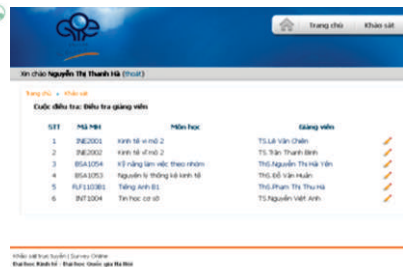 Trang chủ Khảo sát
Xin chào Nguyễn Thị Thanh Hà (thoát)
Trang chủ » Khảo sát
Cuộc điều tra: Điều tra giảng viên
STT Mã MH Môn học Giảng viên
1 INE2001 Kinh tế vi mô 2 TS.Lê Văn Chiến
2 INE2002 Kinh tế vĩ mô 2 TS.Trần Thanh Bình
3 BSA1054 Kỹ năng làm việc theo nhóm ThS.Nguyễn Thị Hải Yến
4 BSA1053 Nguyên lý thống kê kinh tế ThS.Đỗ Văn Huân
5 FLF1103B1 Tiếng Anh B1 ThS.Phạm Thị Thu Hà
6 INT1004 Tin học cơ sở TS.Nguyễn Việt Anh
Khảo sát trực tuyến | Survey Online
Đại học Kinh tế - Đại học Quốc gia Hà Nội